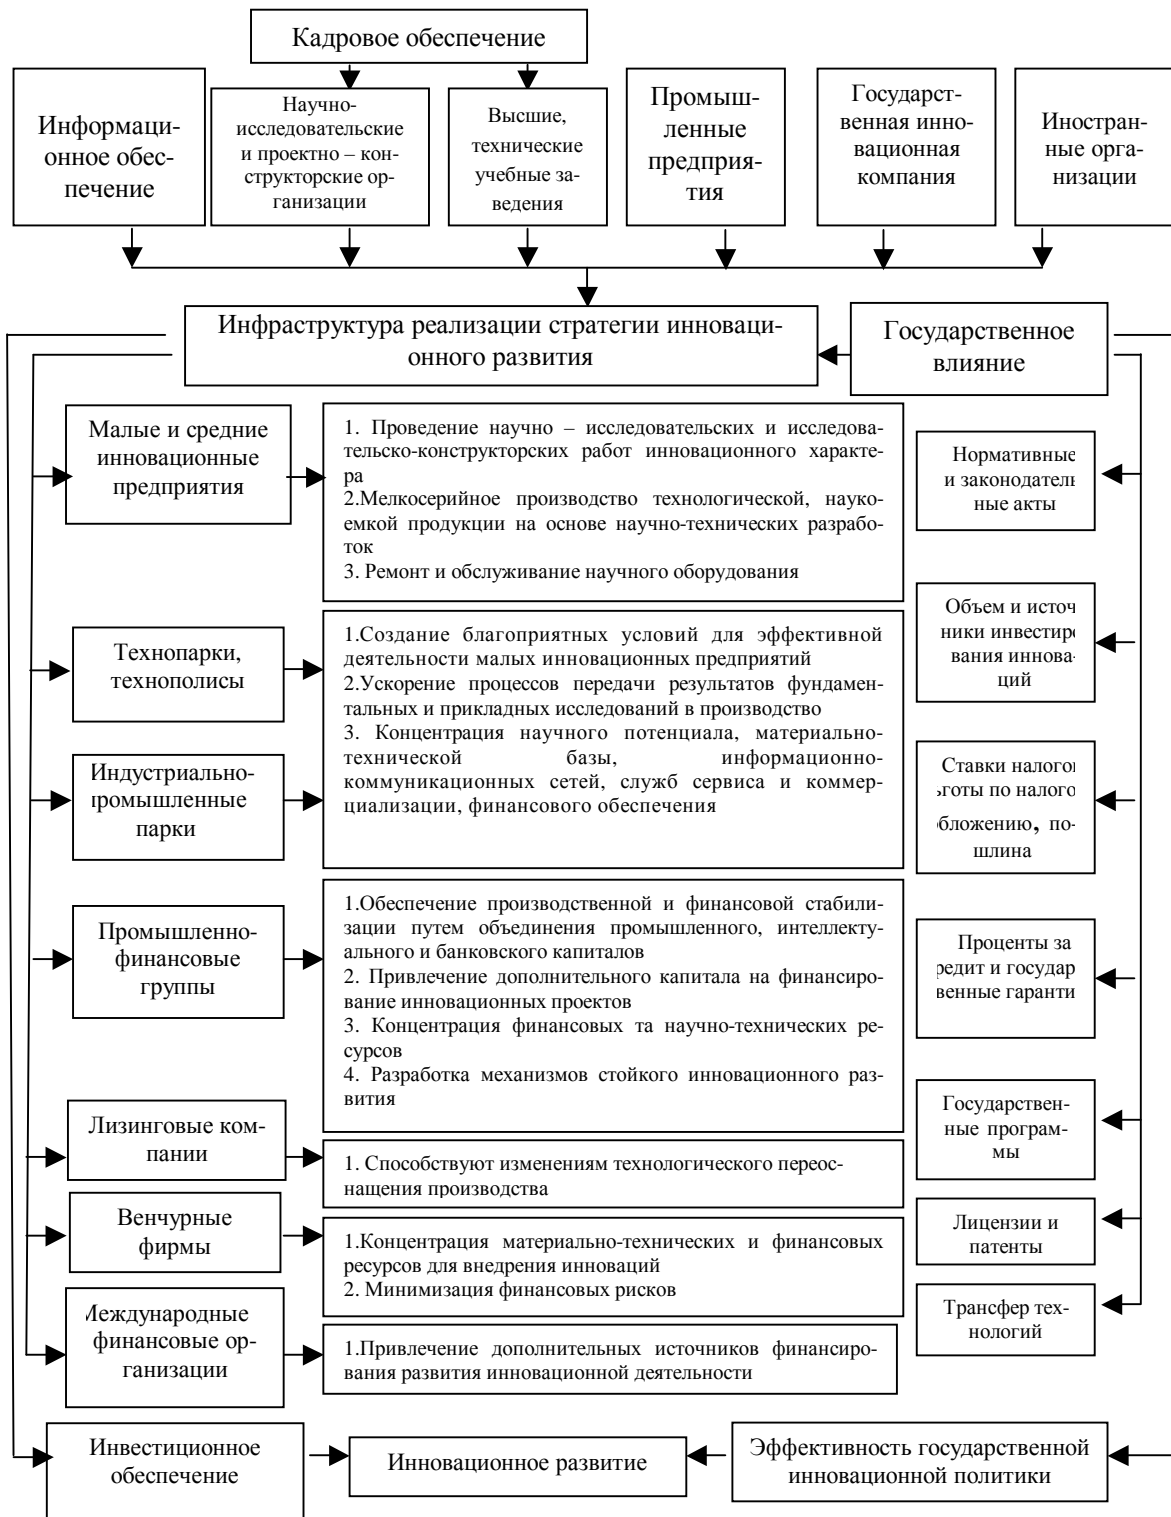 Кадровое обеспечение
Информаци-
онное обес-
печение
Научно-
исследовательские
и проектно – кон-
структорские ор-
ганизации
Высшие,
технические
учебные за-
ведения
Промыш-
ленные
предприя-
тия
Государст-
венная инно-
вационная
компания
Иностран-
ные орга-
низации
Инфраструктура реализации стратегии инноваци-
онного развития
Государственное
влияние
Малые и средние
инновационные
предприятия
1. Проведение научно – исследовательских и исследова-
тельско-конструкторских работ инновационного характе-
ра
2.Мелкосерийное производство технологической, науко-
емкой продукции на основе научно-технических разрабо-
ток
3. Ремонт и обслуживание научного оборудования
Нормативные
и законодатель
ные акты
Технопарки,
технополисы
1.Создание благоприятных условий для эффективной
деятельности малых инновационных предприятий
2.Ускорение процессов передачи результатов фундамен-
тальных и прикладных исследований в производство
3. Концентрация научного потенциала, материально-
технической базы, информационно-
коммуникационных сетей, служб сервиса и коммер-
циализации, финансового обеспечения
Объем и источ
ники инвестиро
вания иннова-
ций
Индустриально-
промышленные
парки
Ставки налогов
ьготы по налого
обложению, по-
шлина
Промышленно-
финансовые
группы
1.Обеспечение производственной и финансовой стабили-
зации путем объединения промышленного, интеллекту-
ального и банковского капиталов
2. Привлечение дополнительного капитала на финансиро-
вание инновационных проектов
3. Концентрация финансовых та научно-технических ре-
сурсов
4. Разработка механизмов стойкого инновационного раз-
вития
Проценты за
редит и государ
венные гаранти
Лизинговые ком-
пании
1. Способствуют изменениям технологического переос-
нащения производства
Государствен-
ные програм-
мы
Венчурные
фирмы
1.Концентрация материально-технических и финансовых
ресурсов для внедрения инноваций
2. Минимизация финансовых рисков
Лицензии и
патенты
Международные
финансовые ор-
ганизации
1.Привлечение дополнительных источников финансиро-
вания развития инновационной деятельности
Трансфер тех-
нологий
Инвестиционное
обеспечение
Инновационное развитие
Эффективность государственной
инновационной политики